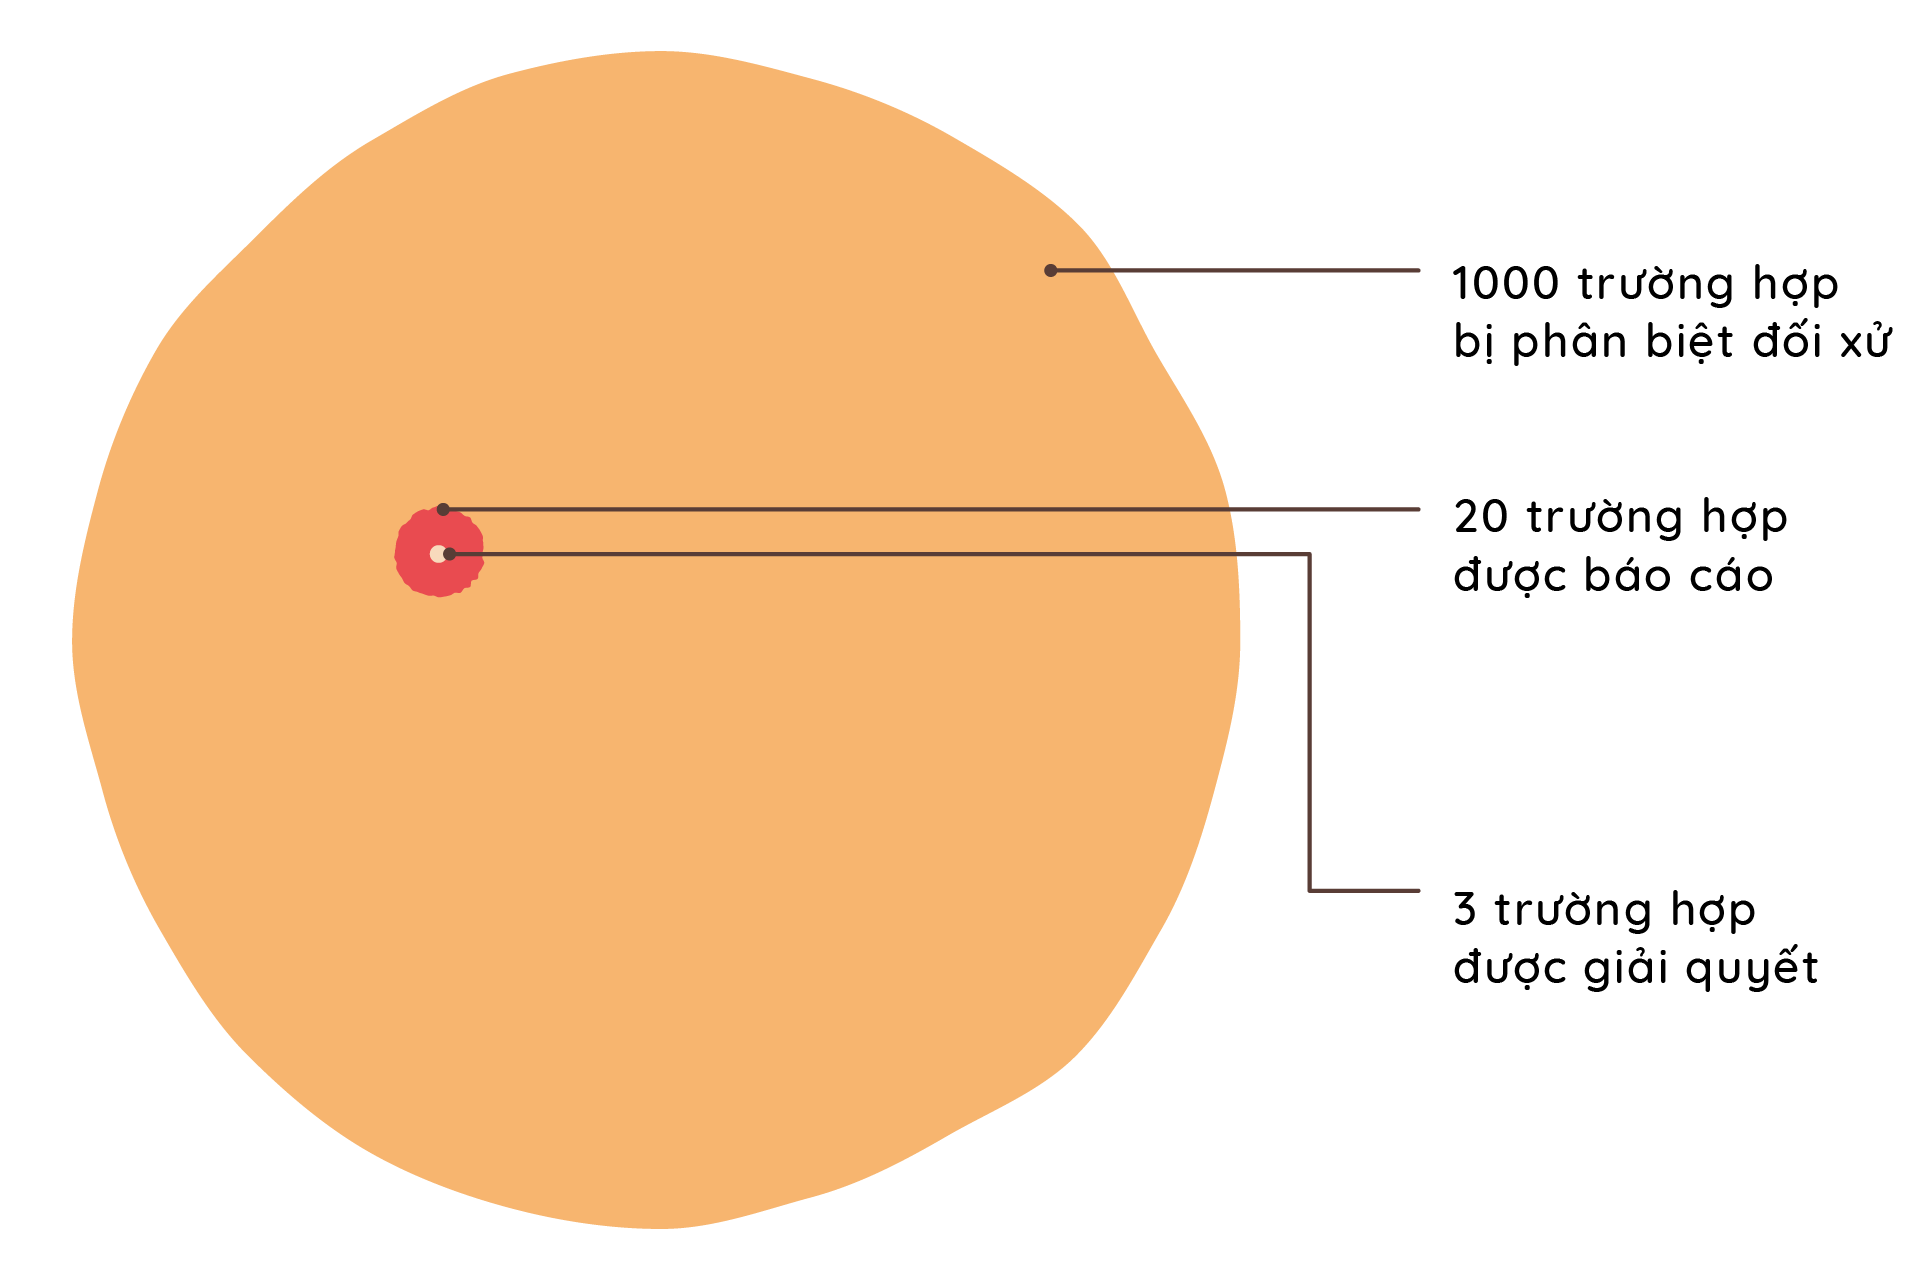 1000 trường hợp
bị phân biệt đối xử
20 trường hợp
được báo cáo
3 trường hợp
được giải quyết